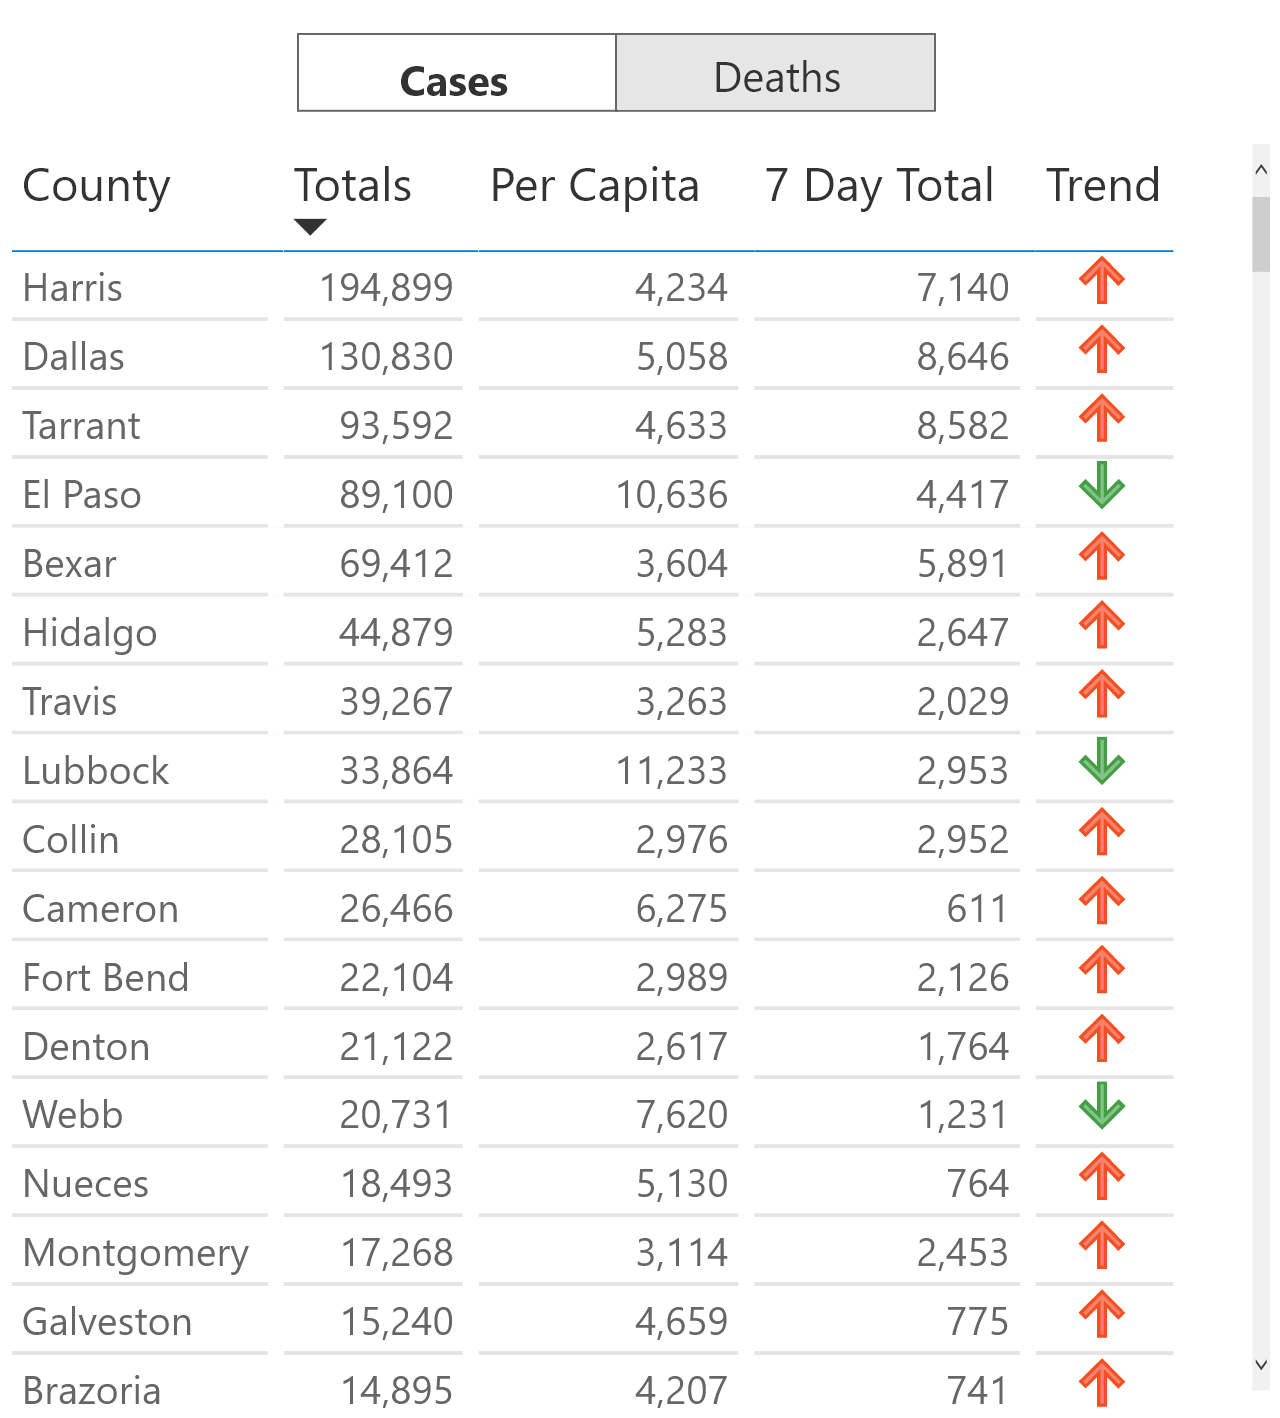 Cases Deaths
County Totals Per Capita 7 Day Total Trend
Harris 194,899 4,234 7,140
Dallas 130,830 5,058 8,646
Tarrant 93,592 4,633 8,582
El Paso 89,100 10,636 4,417
Bexar 69,412 3,604 5,891
Hidalgo 44,879 5,283 2,647
Travis 39,267 3,263 2,029
Lubbock 33,864 11,233 2,953
Collin 28,105 2,976 2,952
Cameron 26,466 6,275 611
Fort Bend 22,104 2,989 2,126
Denton 21,122 2,617 1,764
Webb 20,731 7,620 1,231
Nueces 18,493 5,130 764
Montgomery 17,268 3,114 2,453
Galveston 15,240 4,659 775
Brazoria 14,895 4,207 741